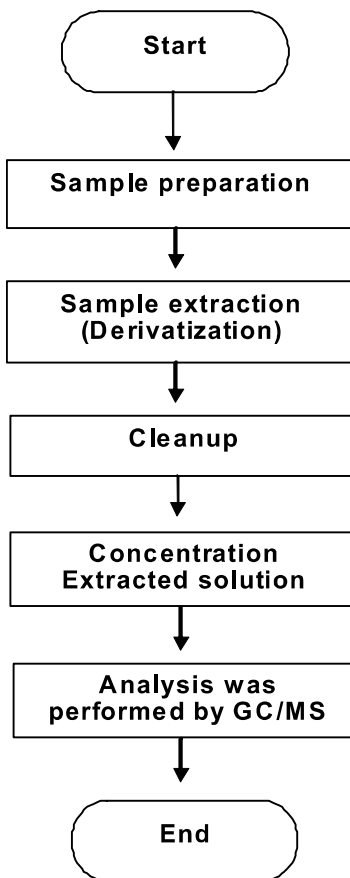 Start
Sample preparation
Sample extraction
(Derivatization)
Cleanup
Concentration
Extracted solution
Analysis was
performed by GC/MS
End